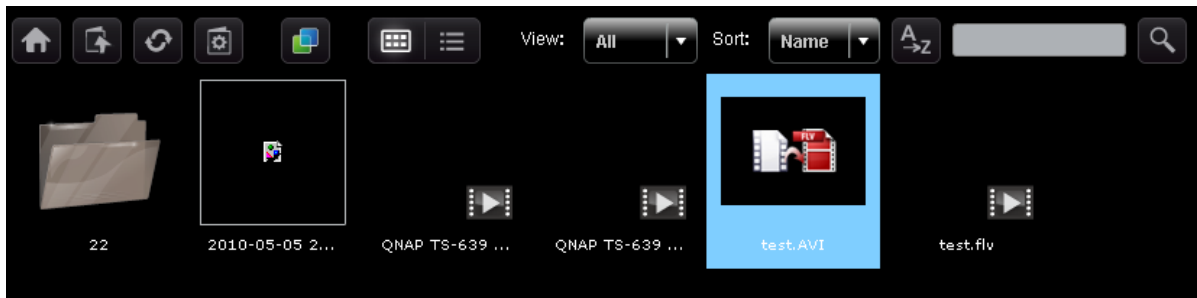 View: All Sort: Name A→Z
FLV
22 2010-05-05 2... QNAP TS-639 ... QNAP TS-639 ... test.AVI test.flv